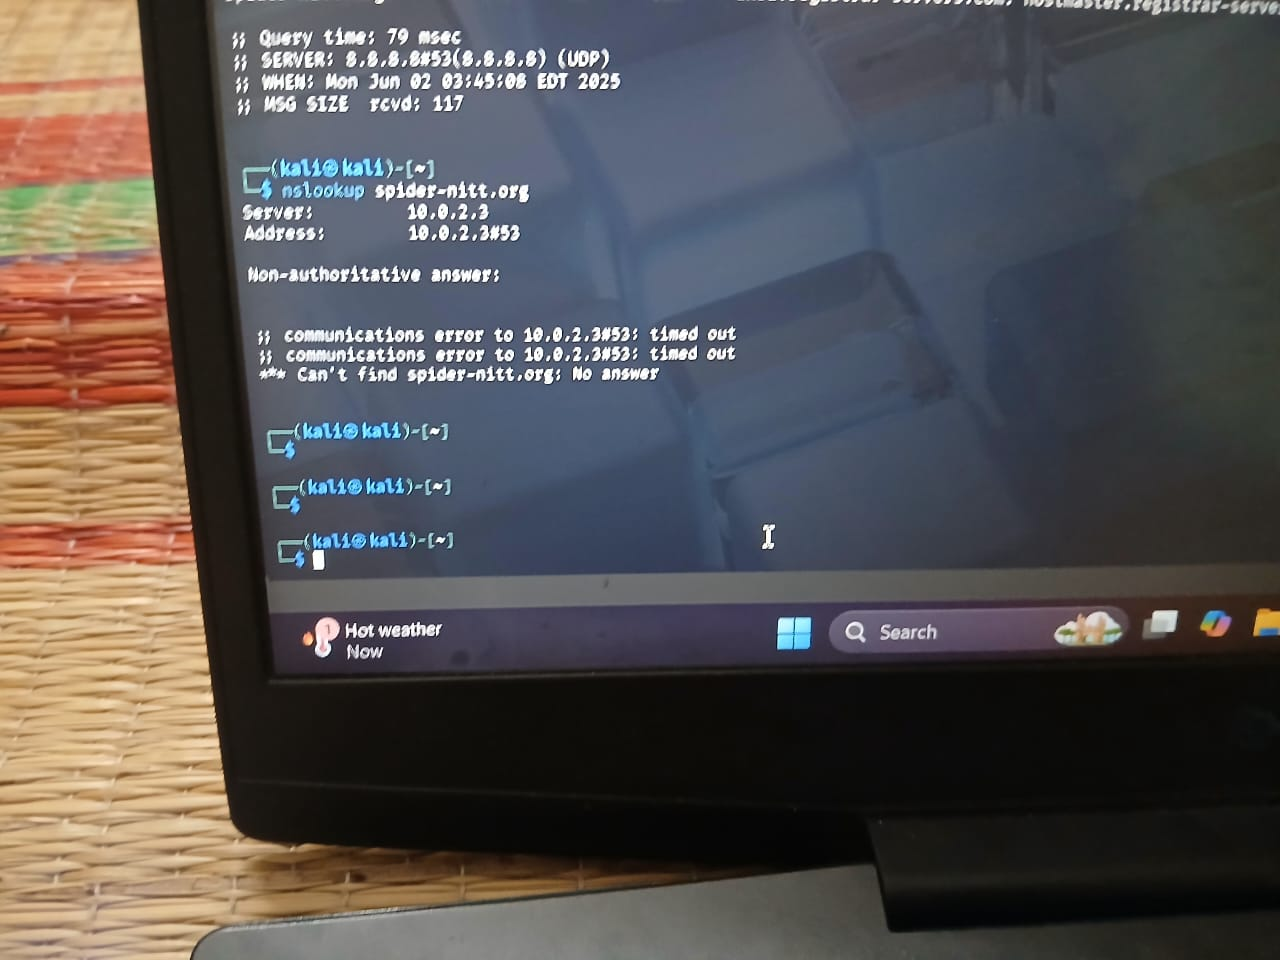 hostmaster.registrar-serve
;; Query time: 79 msec
;; SERVER: 8.8.8.8#53(8.8.8.8) (UDP)
;; WHEN: Mon Jun 02 03:45:08 EDT 2025
;; MSG SIZE  rcvd: 117
┌──(kali㉿kali)-[~]
└─$ nslookup spider-nitt.org
Server:         10.0.2.3
Address:        10.0.2.3#53
Non-authoritative answer:
;; communications error to 10.0.2.3#53: timed out
;; communications error to 10.0.2.3#53: timed out
*** Can't find spider-nitt.org: No answer
┌──(kali㉿kali)-[~]
└─$
┌──(kali㉿kali)-[~]
└─$
┌──(kali㉿kali)-[~]
└─$
1
Hot weather
Now
Search